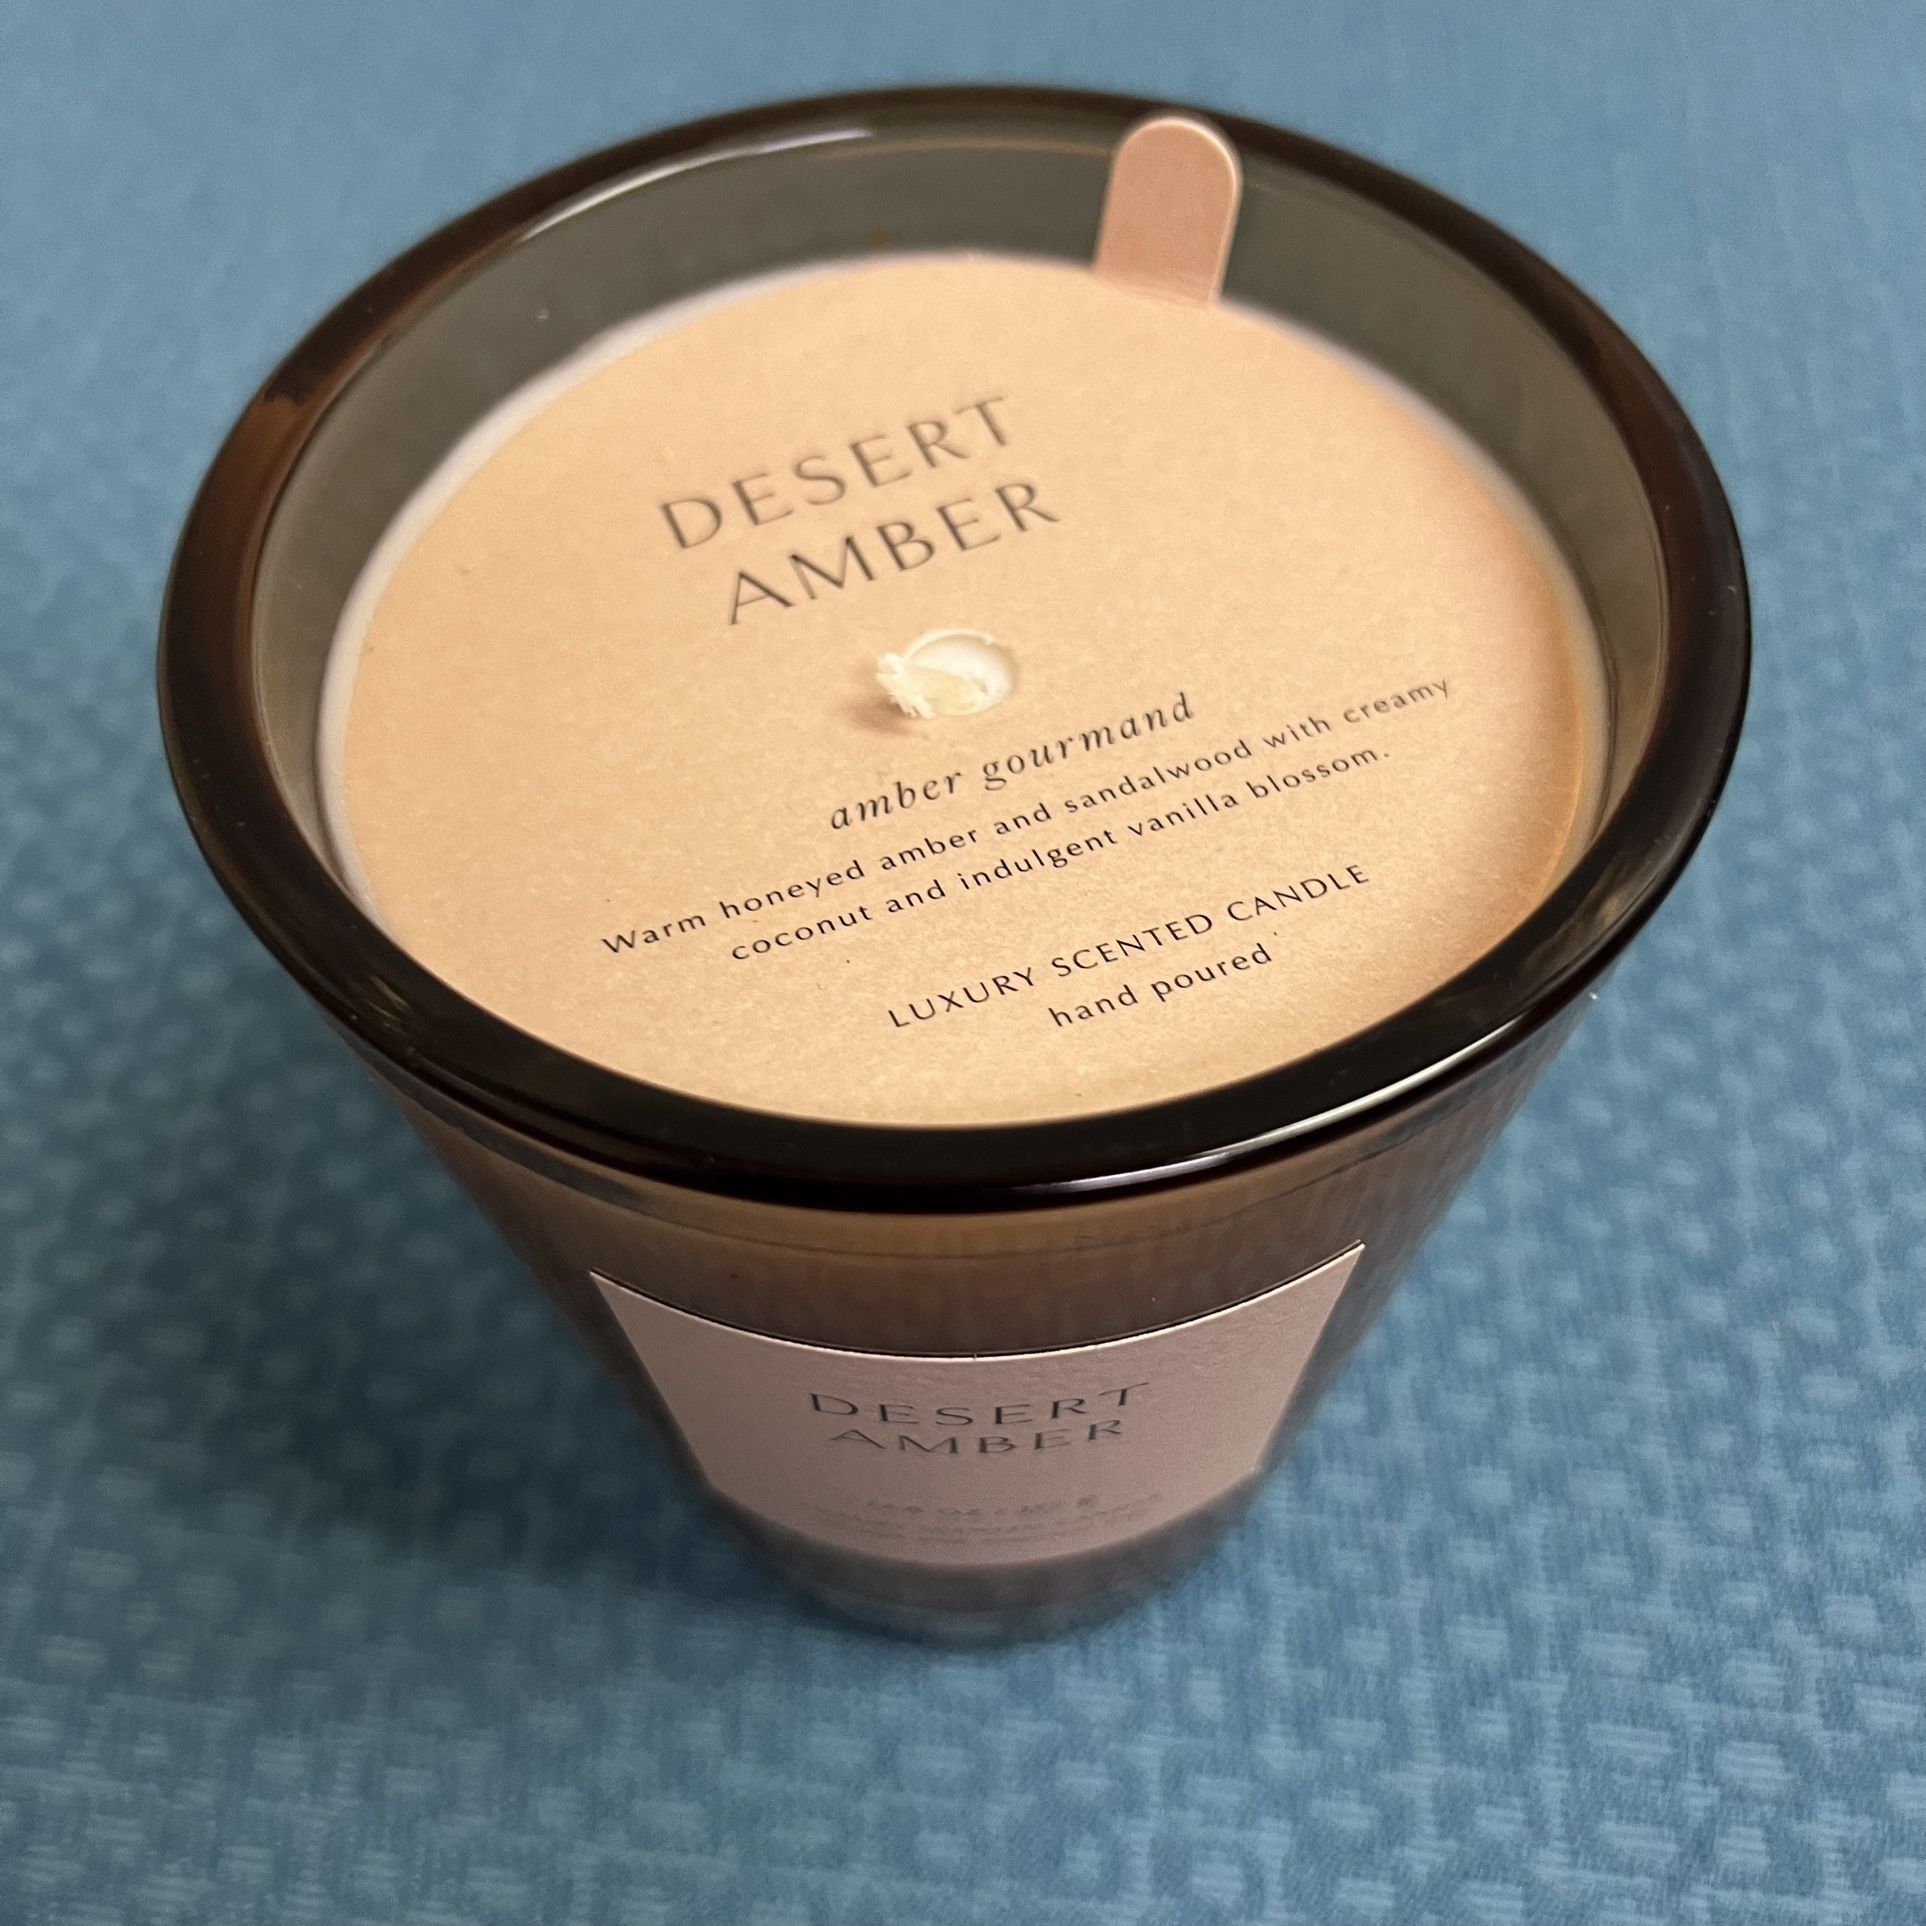 DESERT
AMBER
amber gourmand
Warm honeyed amber and sandalwood with creamy
coconut and indulgent vanilla blossom.
LUXURY SCENTED CANDLE
hand poured
DESERT
AMBER